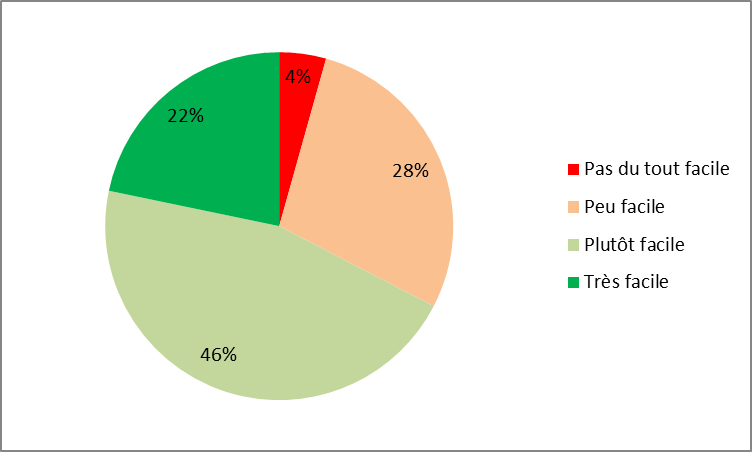 4%
28%
46%
22%
Pas du tout facile
Peu facile
Plutôt facile
Très facile